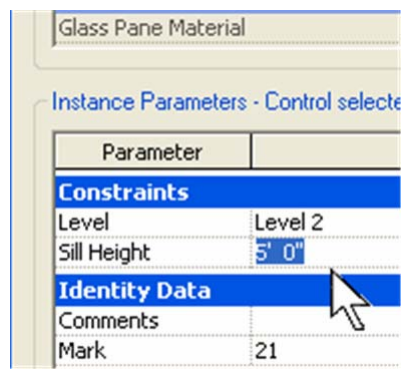 Glass Pane Material
Instance Parameters - Control selecte
Parameter
Constraints
Level Level 2
Sill Height 5' 0"
Identity Data
Comments
Mark 21